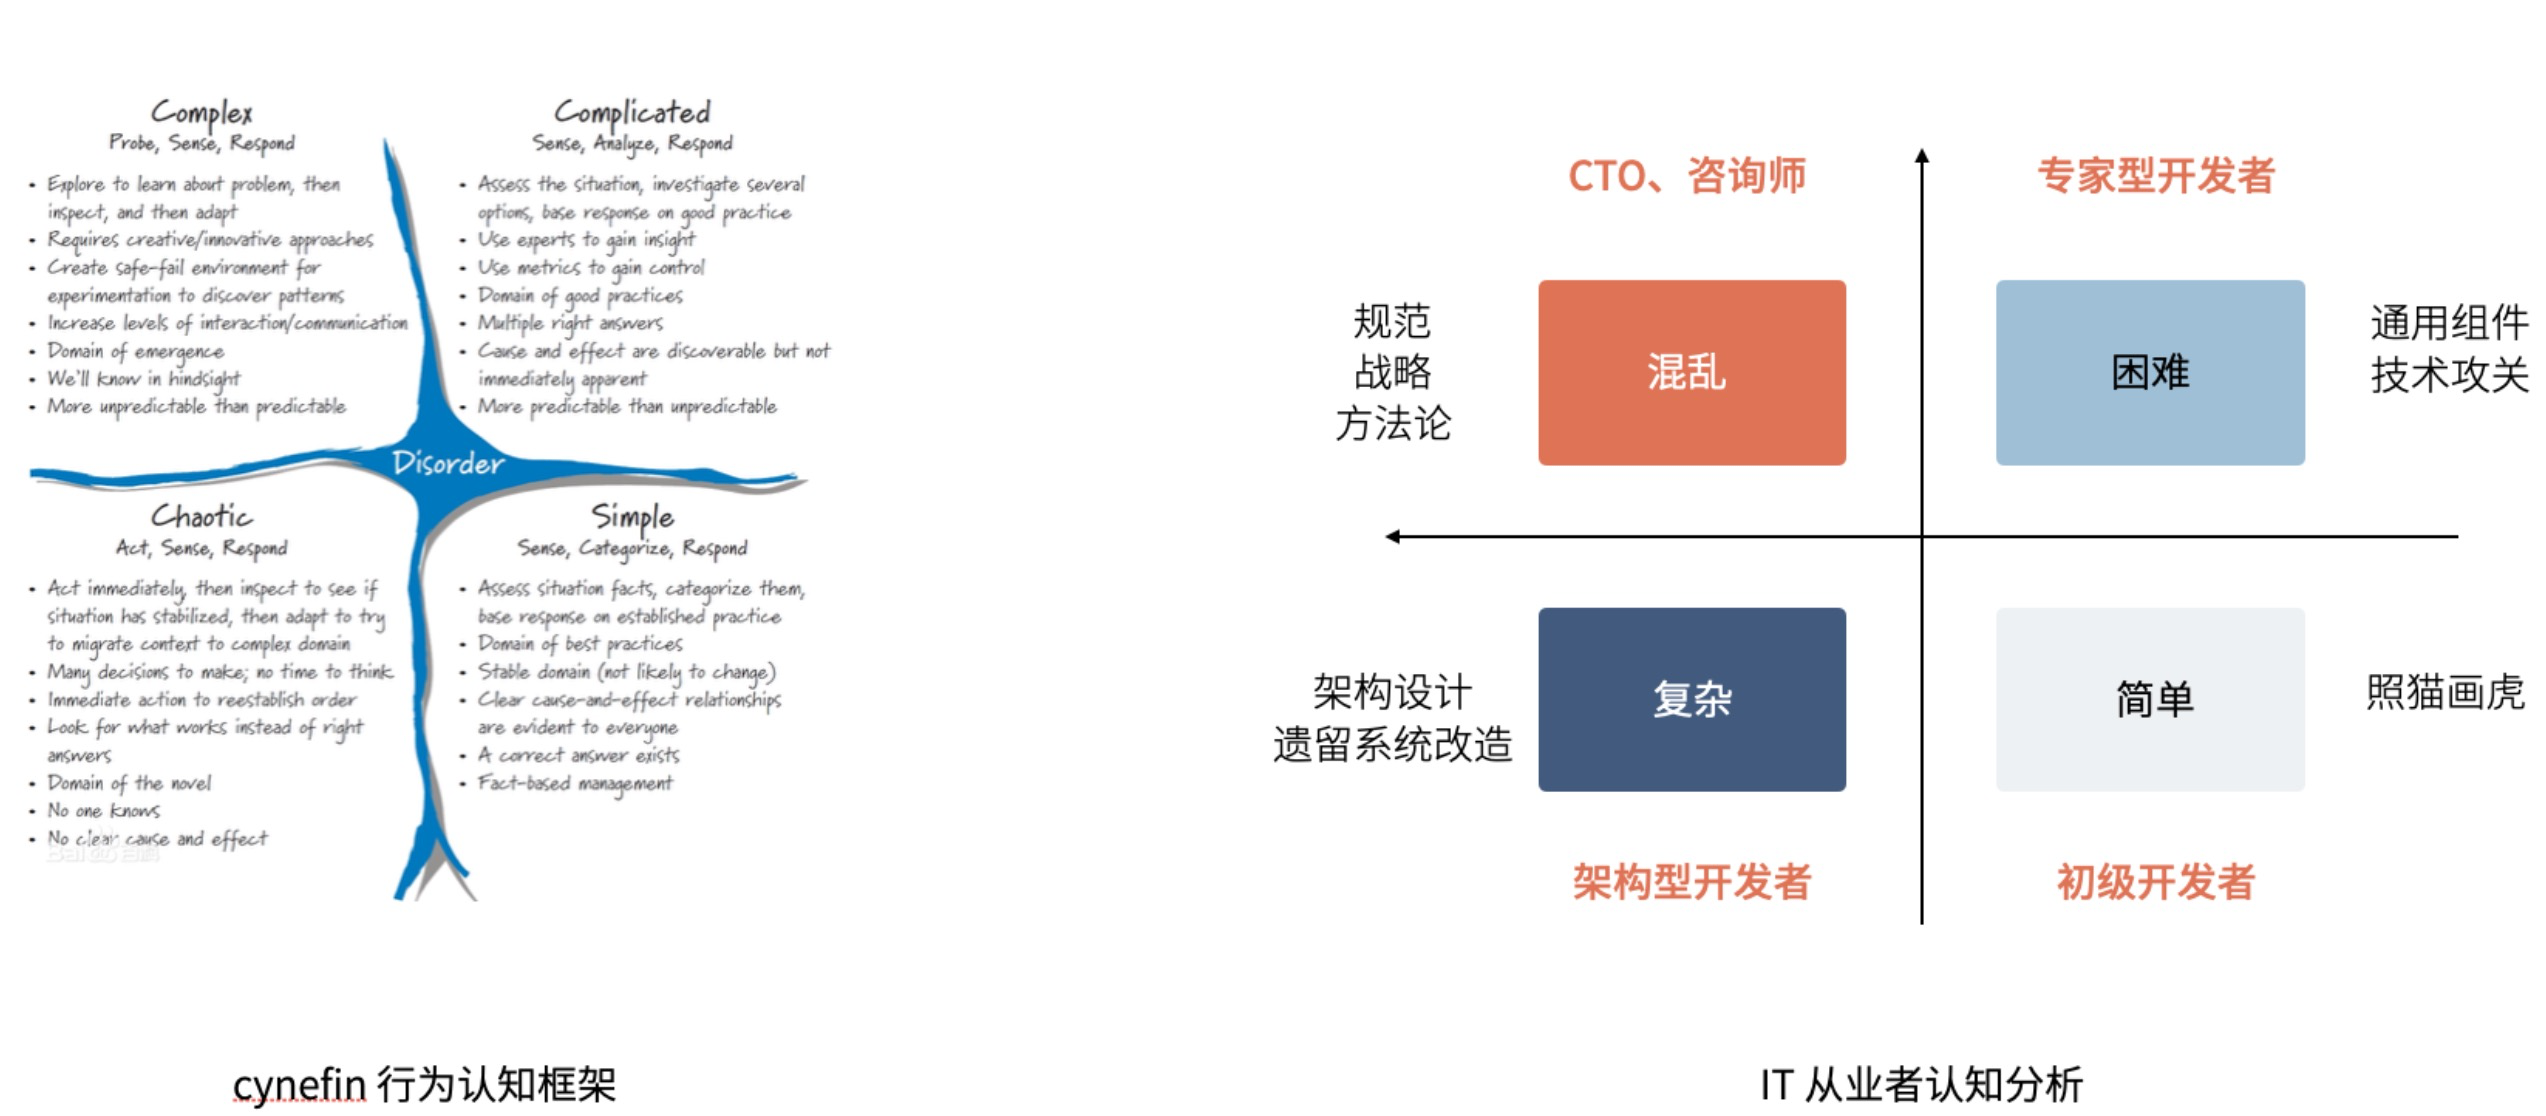 Complex
Probe, Sense, Respond
• Explore to learn about problem, then
inspect, and then adapt
• Requires creative/innovative approaches
• Create safe-fail environment for
experimentation to discover patterns
• Increase levels of interaction/communication
• Domain of emergence
• We'll know in hindsight
• More unpredictable than predictable
Complicated
Sense, Analyze, Respond
• Assess the situation, investigate several
options, base response on good practice
• Use experts to gain insight
• Use metrics to gain control
• Domain of good practices
• Multiple right answers
• Cause and effect are discoverable but not
immediately apparent
• More predictable than unpredictable
Disorder
Chaotic
Act, Sense, Respond
• Act immediately, then inspect to see if
situation has stabilized, then adapt to try
to migrate context to complex domain
• Many decisions to make; no time to think
• Immediate action to reestablish order
• Look for what works instead of right
answers
• Domain of the novel
• No one knows
• No clear cause and effect
Bai百科
Simple
Sense, Categorize, Respond
• Assess situation facts, categorize them,
base response on established practice
• Domain of best practices
• Stable domain (not likely to change)
• Clear cause-and-effect relationships
are evident to everyone
• A correct answer exists
• Fact-based management
cynefin 行为认知框架
CTO、咨询师
专家型开发者
规范
战略
方法论
混乱
困难
通用组件
技术攻关
架构设计
遗留系统改造
复杂
简单
照猫画虎
架构型开发者
初级开发者
IT 从业者认知分析